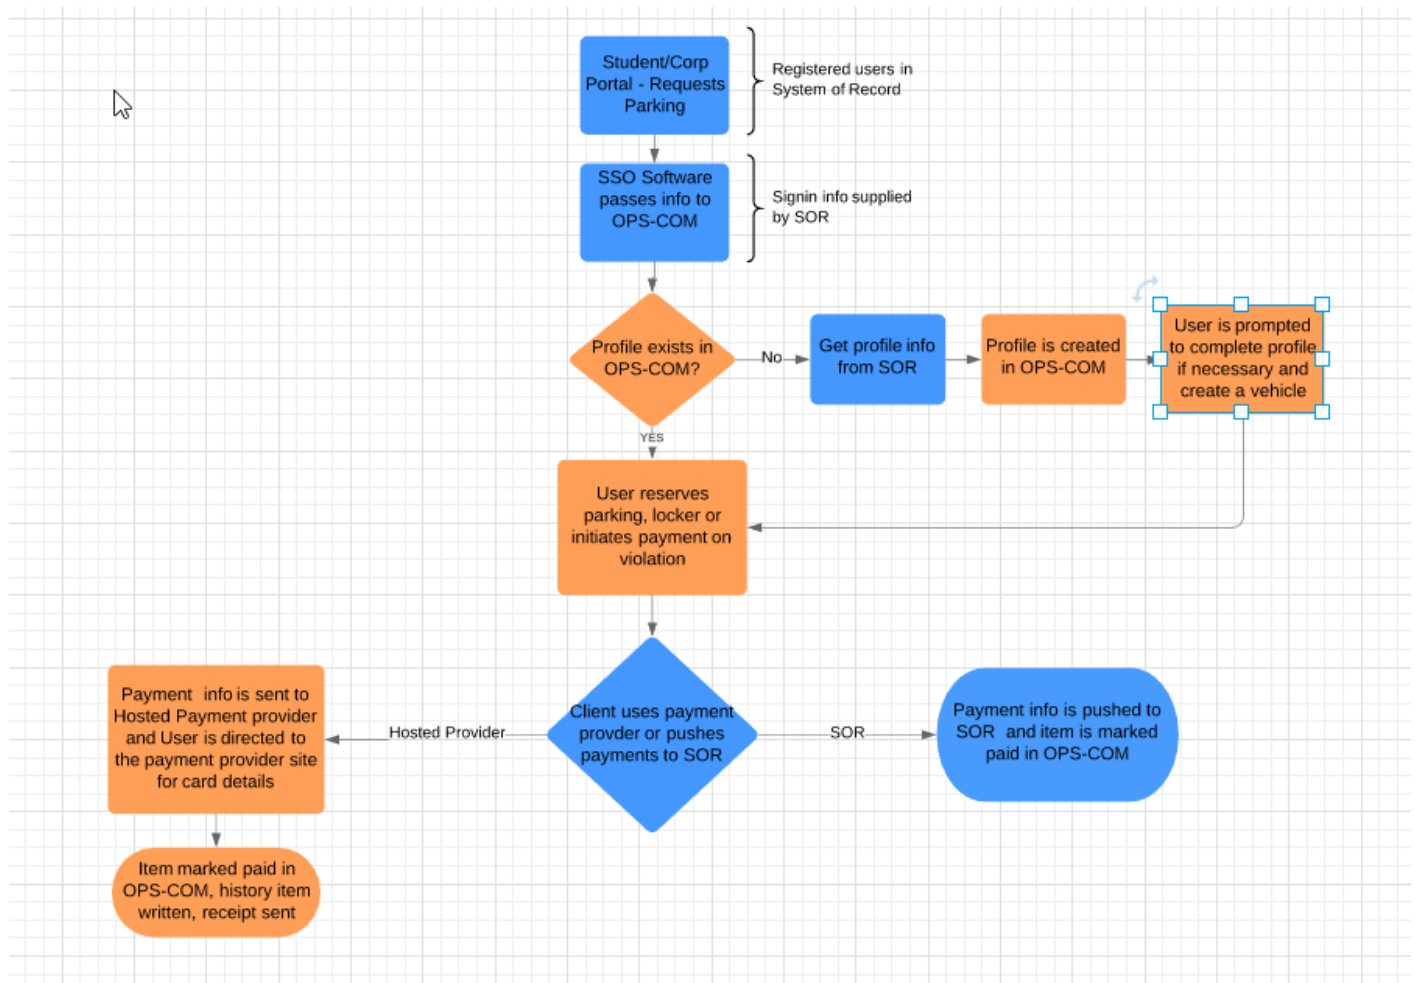 Student/Corp
Portal - Requests
Parking
Registered users in
System of Record
SSO Software
passes info to
OPS-COM
Signin info supplied
by SOR
Profile exists in
OPS-COM?
No
Get profile info
from SOR
Profile is created
in OPS-COM
User is prompted
to complete profile
if necessary and
create a vehicle
YES
User reserves
parking, locker or
initiates payment on
violation
Client uses payment
provder or pushes
payments to SOR
Hosted Provider
SOR
Payment info is sent to
Hosted Payment provider
and User is directed to
the payment provider site
for card details
Payment info is pushed to
SOR and item is marked
paid in OPS-COM
Item marked paid in
OPS-COM, history item
written, receipt sent